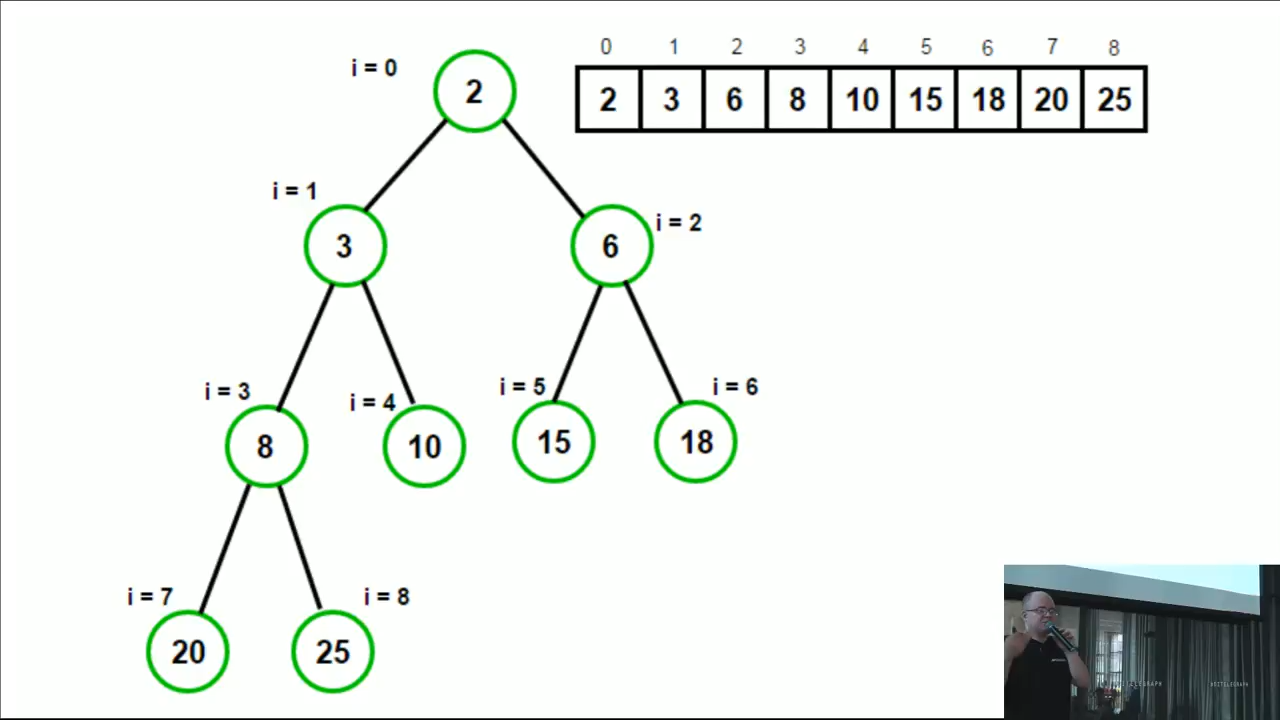 0 1 2 3 4 5 6 7 8
2 3 6 8 10 15 18 20 25
i = 0
2
i = 1
3
i = 2
6
i = 3
8
i = 4
10
i = 5
15
i = 6
18
i = 7
20
i = 8
25